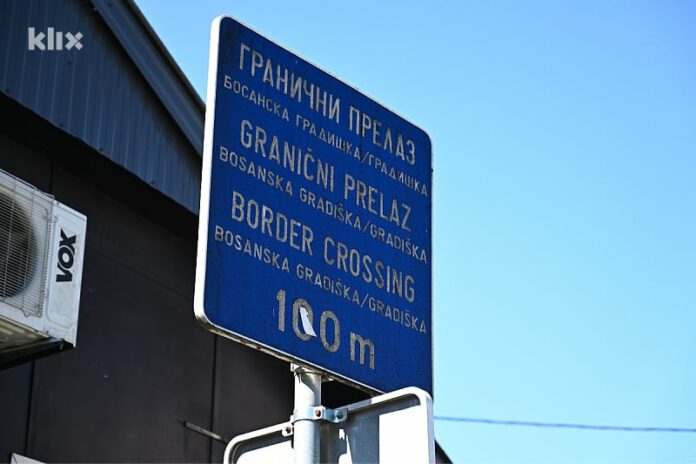 klix
ГРАНИЧНИ ПРЕЛАЗ
БОСАНСКА ГРАДИШКА/ГРАДИШКА
GRANIČNI PRELAZ
BOSANSKA GRADIŠKA/GRADIŠKA
BORDER CROSSING
BOSANSKA GRADIŠKA/GRADIŠKA
100 m
VOX